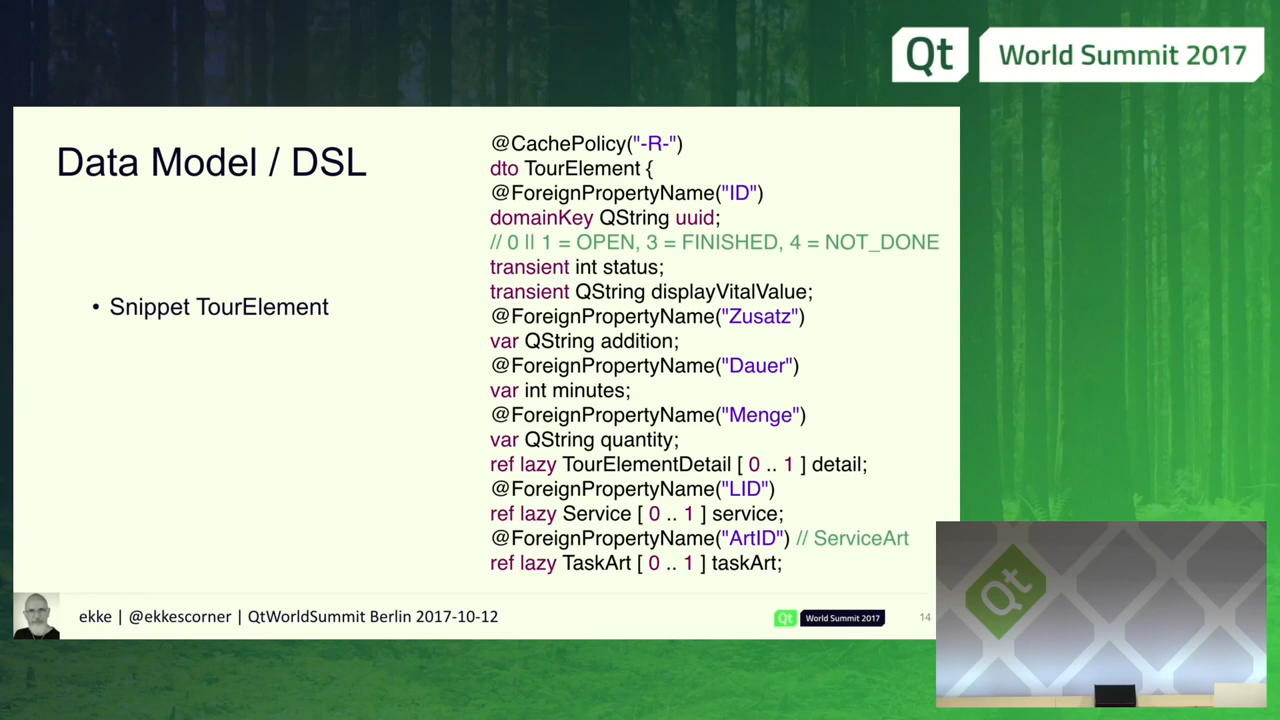 Qt World Summit 2017
Data Model / DSL
• Snippet TourElement
@CachePolicy("-R-")
dto TourElement {
@ForeignPropertyName("ID")
domainKey QString uuid;
// 0 || 1 = OPEN, 3 = FINISHED, 4 = NOT_DONE
transient int status;
transient QString displayVitalValue;
@ForeignPropertyName("Zusatz")
var QString addition;
@ForeignPropertyName("Dauer")
var int minutes;
@ForeignPropertyName("Menge")
var QString quantity;
ref lazy TourElementDetail [ 0 .. 1 ] detail;
@ForeignPropertyName("LID")
ref lazy Service [ 0 .. 1 ] service;
@ForeignPropertyName("ArtID") // ServiceArt
ref lazy TaskArt [ 0 .. 1 ] taskArt;
ekke | @ekkescorner | QtWorldSummit Berlin 2017-10-12
Qt World Summit 2017
14
Qt